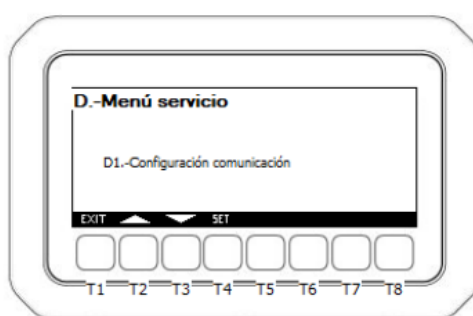 D.-Menú servicio
D1.-Configuración comunicación
EXIT SET
T1 T2 T3 T4 T5 T6 T7 T8